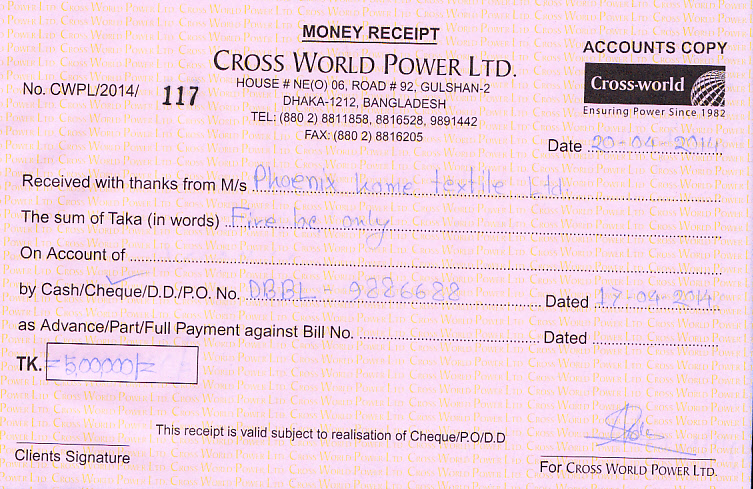 MONEY RECEIPT
CROSS WORLD POWER LTD.
HOUSE # NE(O) 06, ROAD # 92, GULSHAN-2
DHAKA-1212, BANGLADESH
TEL: (880 2) 8811858, 8816528, 9891442
FAX: (880 2) 8816205
ACCOUNTS COPY
Cross-world
Ensuring Power Since 1982
No. CWPL/2014/ 117
Date 20-04-2014
Received with thanks from M/s Phoenix home textile Ltd.
The sum of Taka (in words) Five lac only
On Account of
by Cash/Cheque/D.D./P.O. No. DBBL - 9886688 Dated 17-04-2014
as Advance/Part/Full Payment against Bill No. Dated
TK. =5,00,000/=
This receipt is valid subject to realisation of Cheque/P.O/D.D
Clients Signature
For CROSS WORLD POWER LTD.